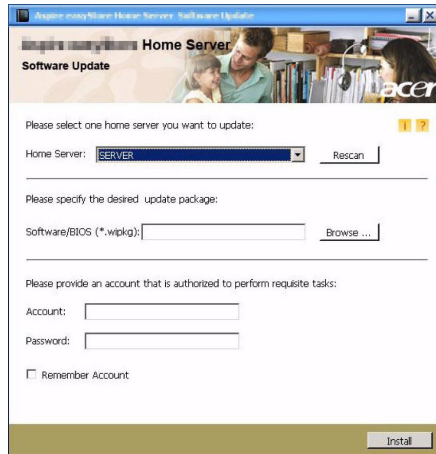 Aspire easyStore Home Server Software Update
Home Server
Software Update
acer
Please select one home server you want to update:
i ?
Home Server: SERVER Rescan
Please specify the desired update package:
Software/BIOS (*.wipkg): Browse ...
Please provide an account that is authorized to perform requisite tasks:
Account:
Password:
Remember Account
Install